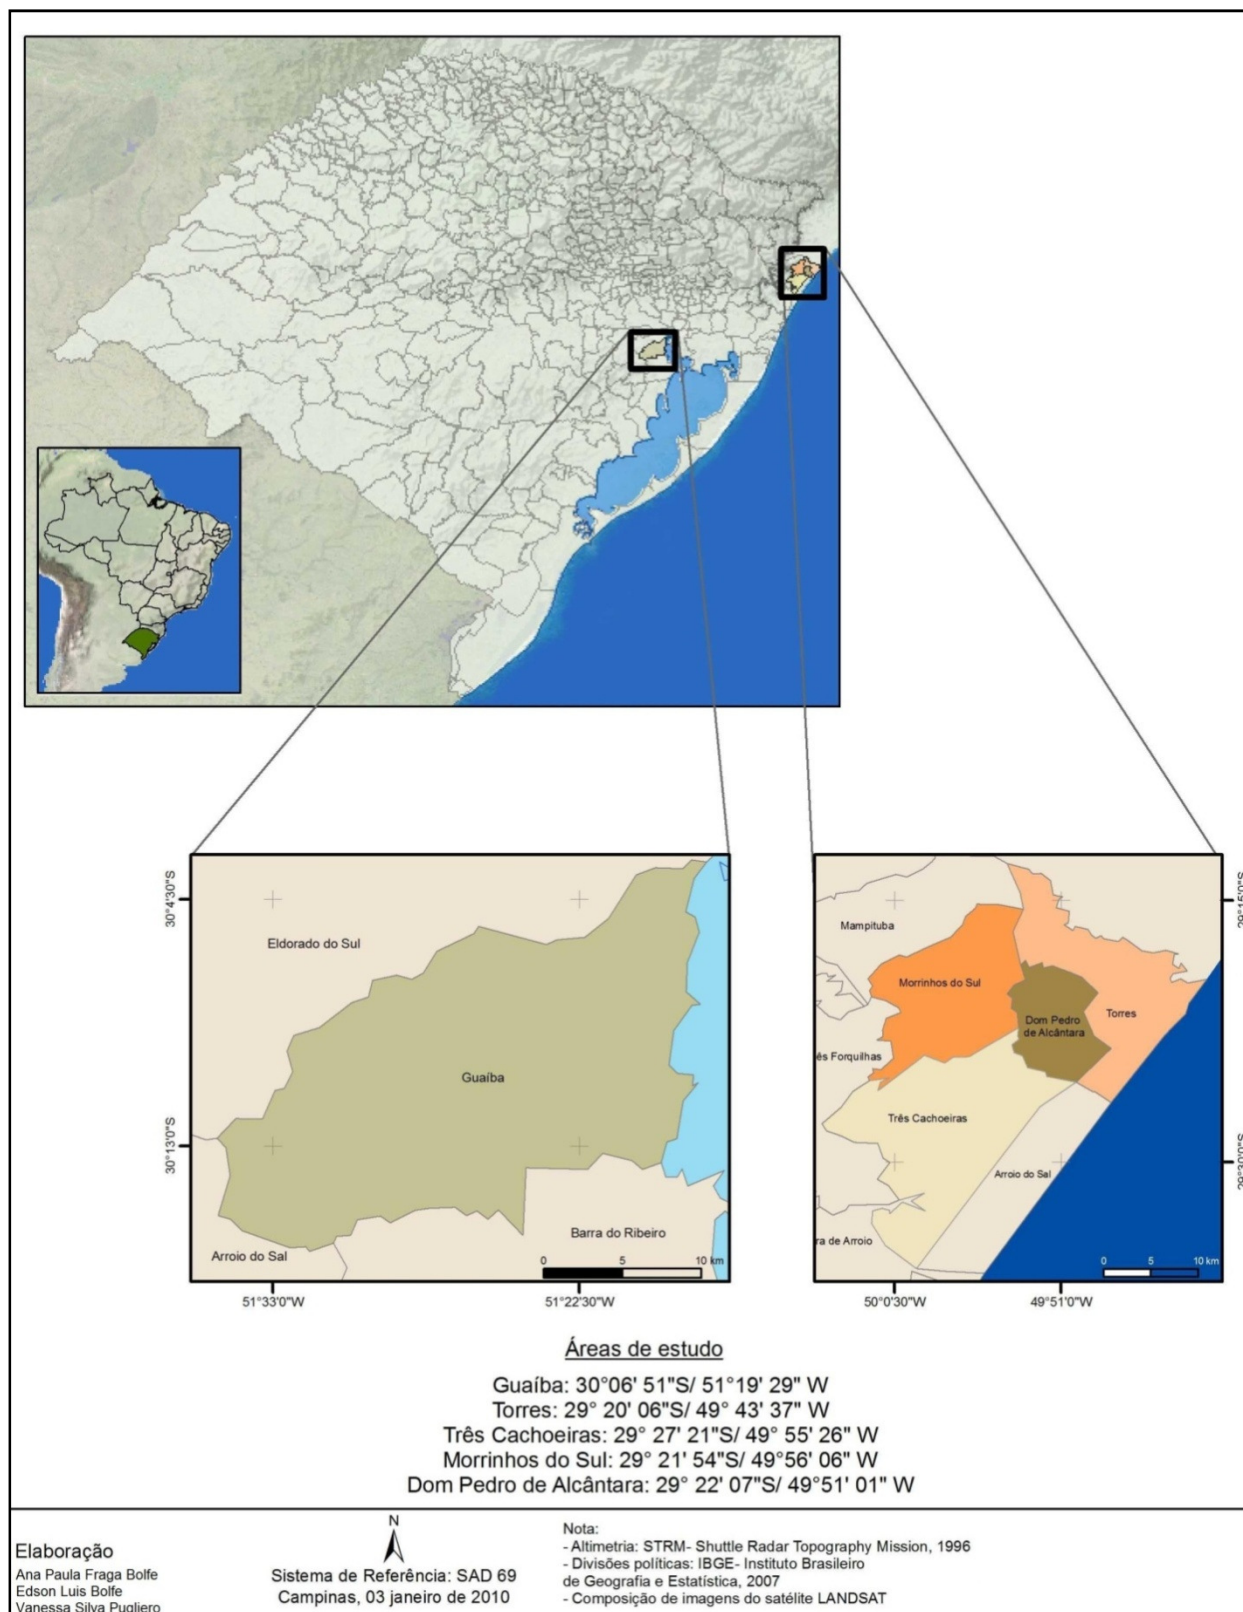 30°4'30"S
30°13'0"S
Eldorado do Sul
Guaíba
Arroio do Sal
Barra do Ribeiro
0 5 10 km
51°33'0"W 51°22'30"W
Mampituba
Morrinhos do Sul
Dom Pedro
de Alcântara
Torres
ês Forquilhas
Três Cachoeiras
Arroio do Sal
ra de Arroio
0 5 10 km
29°15'0"S
29°30'0"S
50°0'30"W 49°51'0"W
Áreas de estudo
Guaíba: 30°06' 51"S/ 51°19' 29" W
Torres: 29° 20' 06"S/ 49° 43' 37" W
Três Cachoeiras: 29° 27' 21"S/ 49° 55' 26" W
Morrinhos do Sul: 29° 21' 54"S/ 49°56' 06" W
Dom Pedro de Alcântara: 29° 22' 07"S/ 49°51' 01" W
Elaboração
Ana Paula Fraga Bolfe
Edson Luis Bolfe
Vanessa Silva Pugliero
N
Sistema de Referência: SAD 69
Campinas, 03 janeiro de 2010
Nota:
- Altimetria: STRM- Shuttle Radar Topography Mission, 1996
- Divisões políticas: IBGE- Instituto Brasileiro
de Geografia e Estatística, 2007
- Composição de imagens do satélite LANDSAT